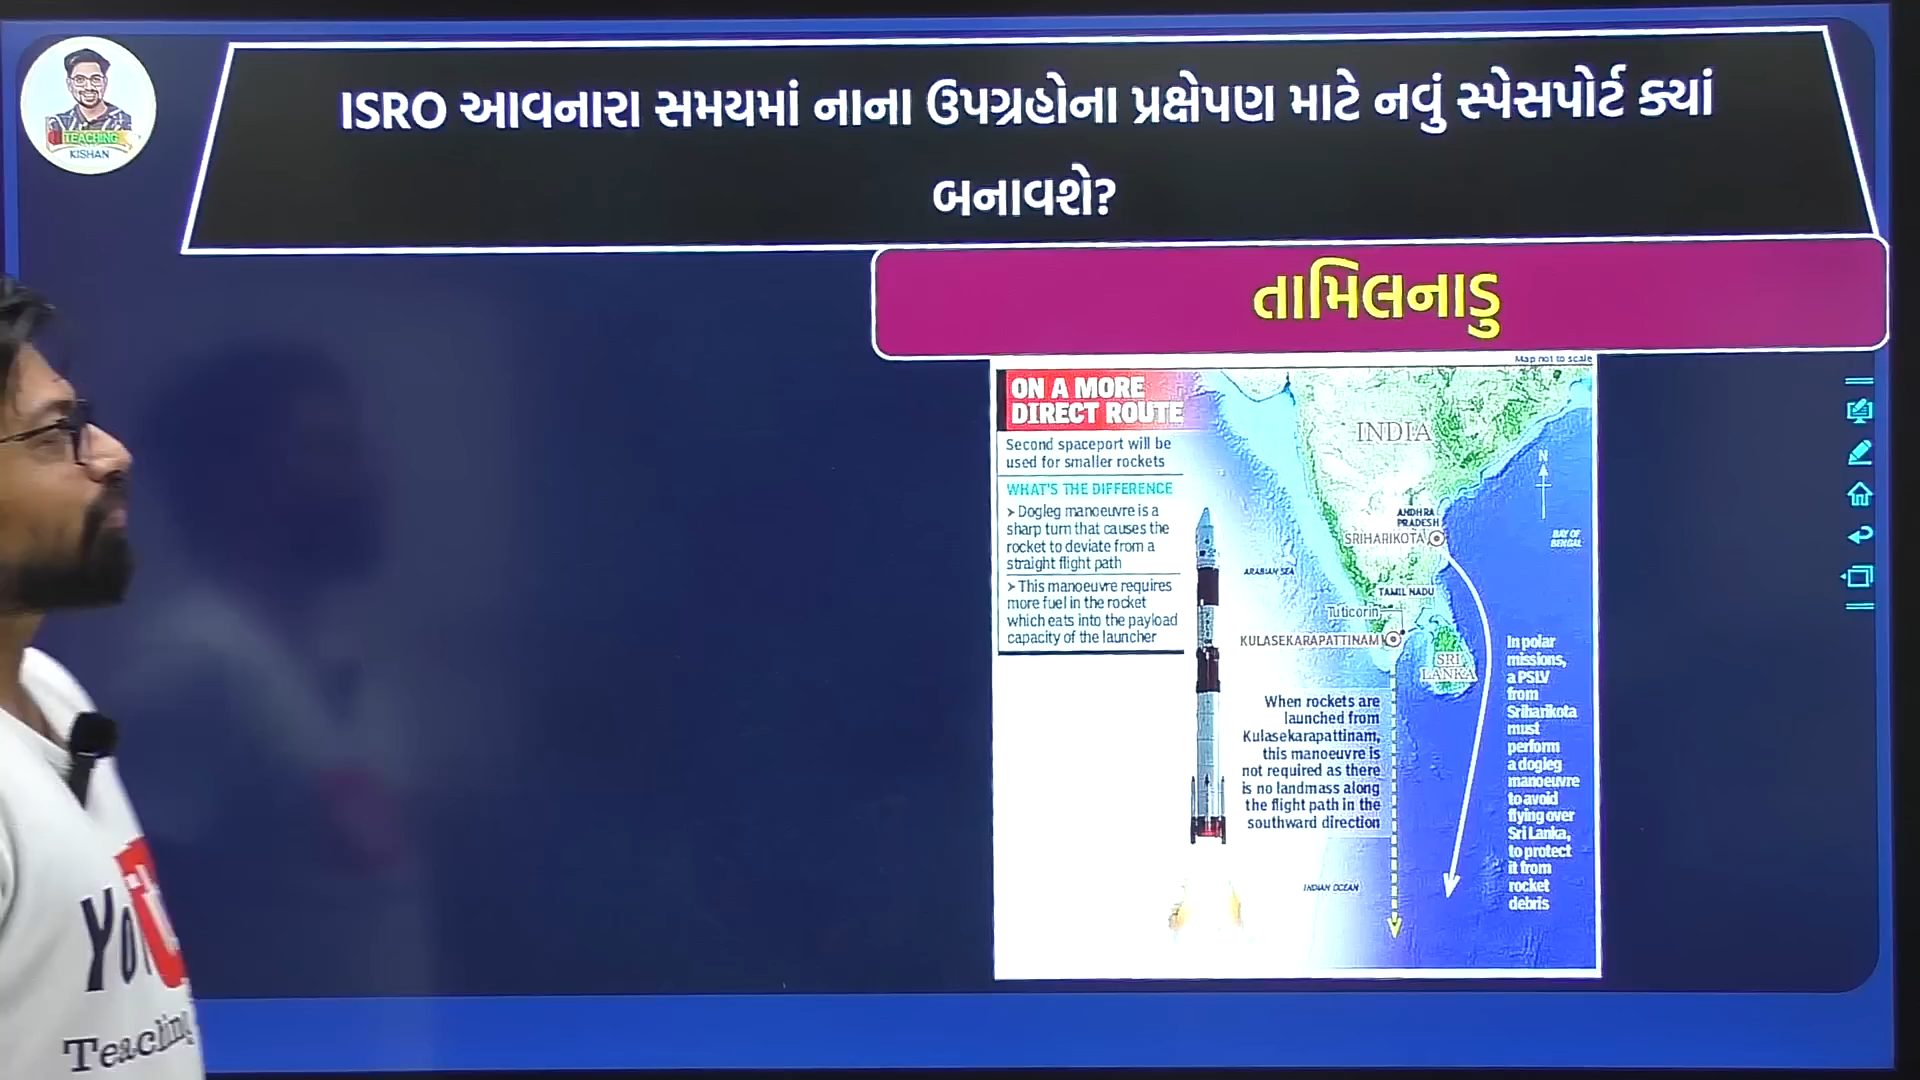 TEACHING
KISHAN
ISRO આવનારા સમયમાં નાના ઉપગ્રહોના પ્રક્ષેપણ માટે નવું સ્પેસપોર્ટ ક્યાં
બનાવશે?
તામિલનાડુ
Map not to scale
ON A MORE
DIRECT ROUTE
Second spaceport will be
used for smaller rockets
WHAT'S THE DIFFERENCE
> Dogleg manoeuvre is a
sharp turn that causes the
rocket to deviate from a
straight flight path
> This manoeuvre requires
more fuel in the rocket
which eats into the payload
capacity of the launcher
INDIA
N
ANDHRA
PRADESH
SRIHARIKOTA
BAY OF
BENGAL
ARABIAN SEA
TAMIL NADU
Tuticorin
KULASEKARAPATTINAM
SRI
LANKA
When rockets are
launched from
Kulasekarapattinam,
this manoeuvre is
not required as there
is no landmass along
the flight path in the
southward direction
In polar
missions,
a PSLV
from
Sriharikota
must
perform
a dogleg
manoeuvre
to avoid
flying over
Sri Lanka,
to protect
it from
rocket
debris
INDIAN OCEAN
Teaching